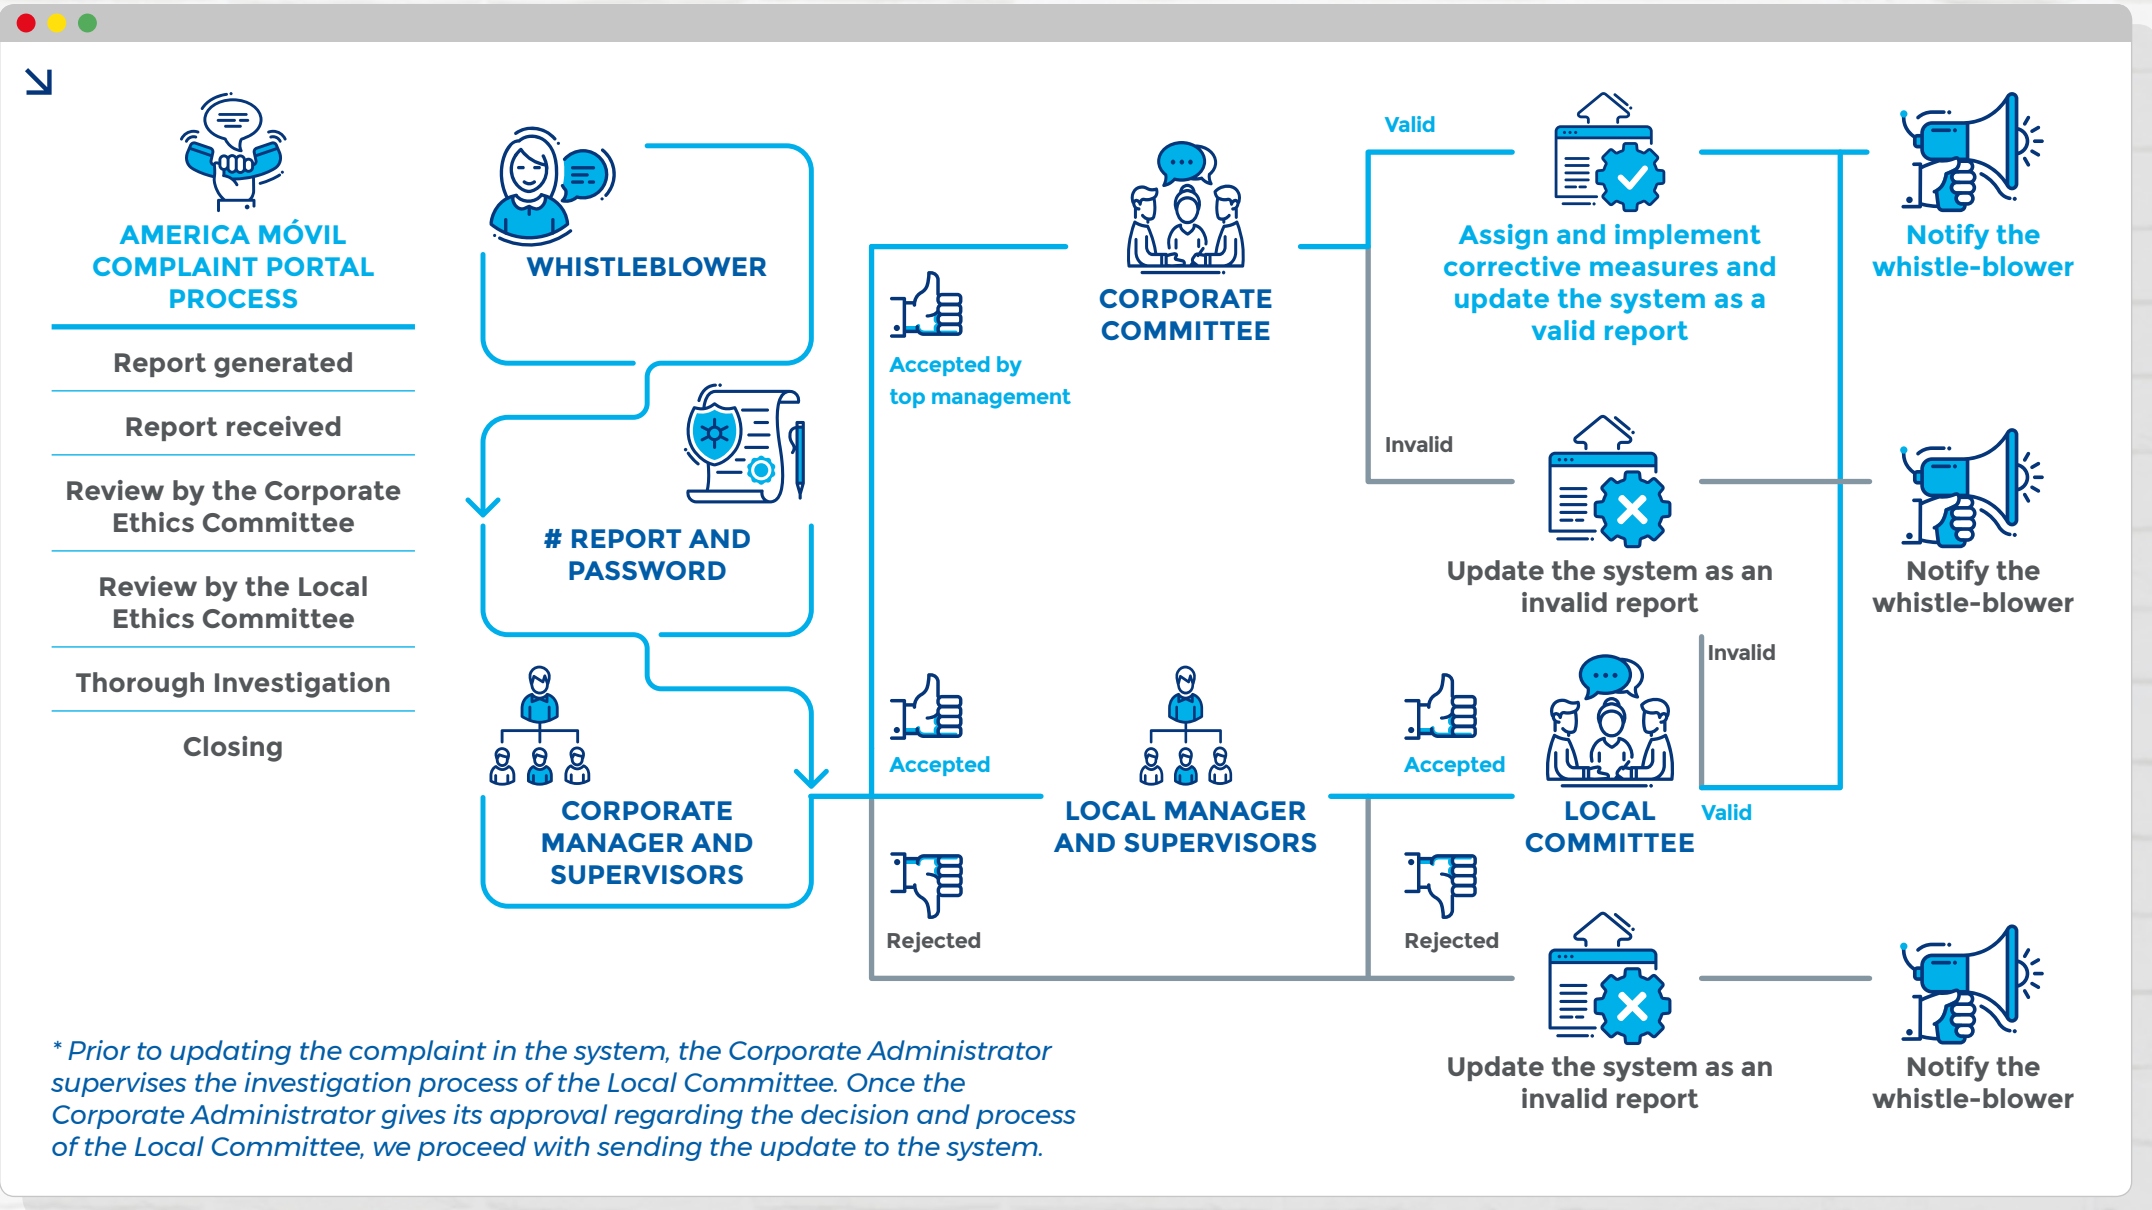 AMERICA MÓVIL
COMPLAINT PORTAL
PROCESS
Report generated
Report received
Review by the Corporate
Ethics Committee
Review by the Local
Ethics Committee
Thorough Investigation
Closing
WHISTLEBLOWER
# REPORT AND
PASSWORD
CORPORATE
MANAGER AND
SUPERVISORS
Accepted by
top management
Accepted
Rejected
CORPORATE
COMMITTEE
LOCAL MANAGER
AND SUPERVISORS
Valid
Invalid
Accepted
Rejected
Assign and implement
corrective measures and
update the system as a
valid report
Update the system as an
invalid report
LOCAL
COMMITTEE
Invalid
Valid
Update the system as an
invalid report
Notify the
whistle-blower
Notify the
whistle-blower
Notify the
whistle-blower
* Prior to updating the complaint in the system, the Corporate Administrator
supervises the investigation process of the Local Committee. Once the
Corporate Administrator gives its approval regarding the decision and process
of the Local Committee, we proceed with sending the update to the system.